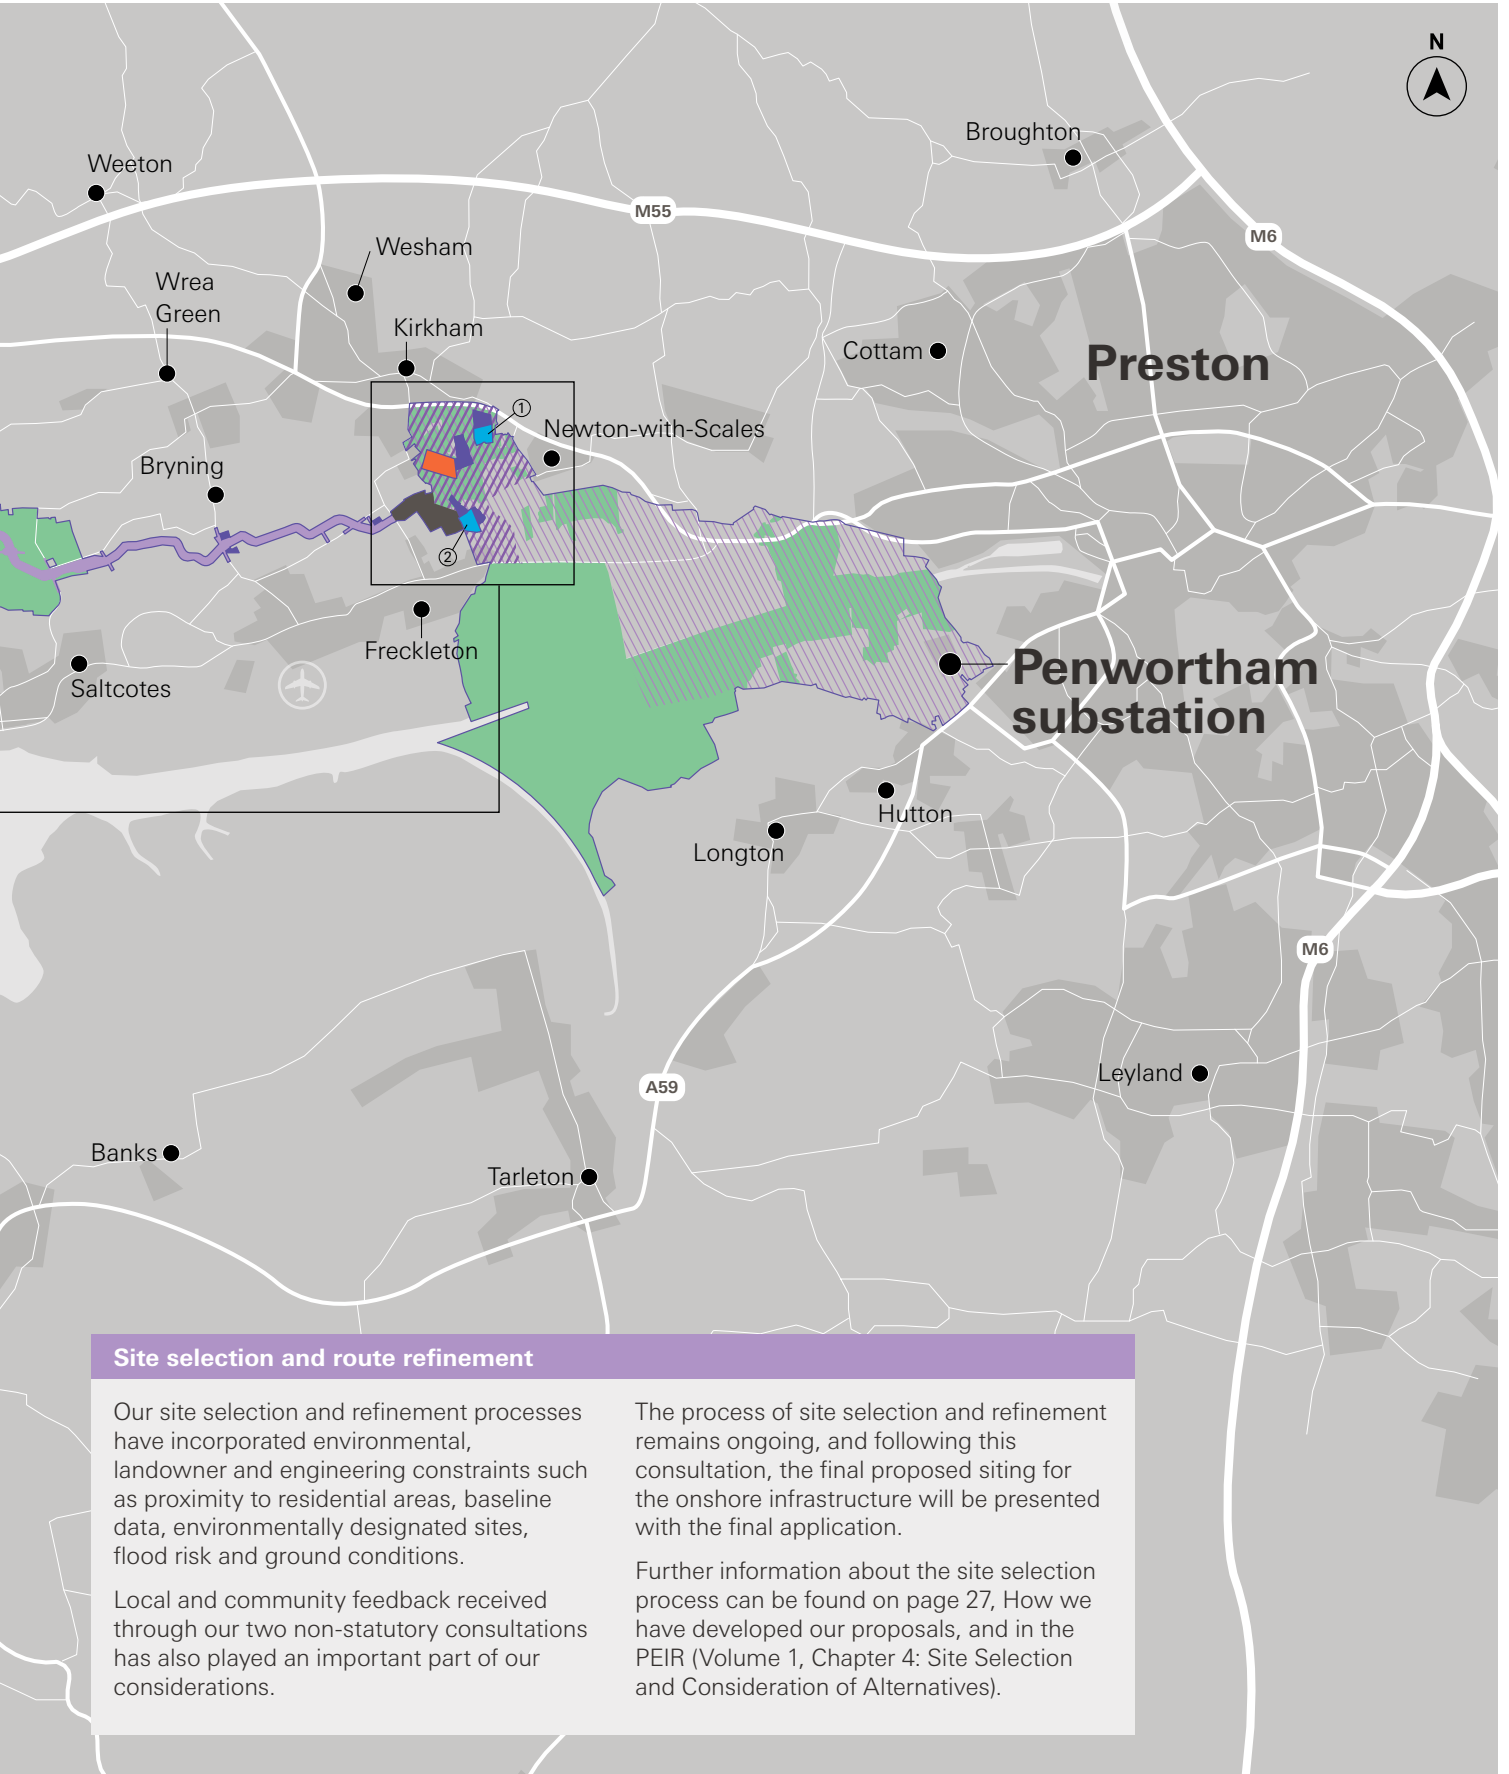 N
Broughton
Weeton
M55
M6
Wesham
Wrea
Green
Kirkham
Cottam
Preston
1
Newton-with-Scales
Bryning
2
Freckleton
Saltcotes
Penwortham
substation
Hutton
Longton
M6
Leyland
A59
Banks
Tarleton
Site selection and route refinement
Our site selection and refinement processes
have incorporated environmental,
landowner and engineering constraints such
as proximity to residential areas, baseline
data, environmentally designated sites,
flood risk and ground conditions.
Local and community feedback received
through our two non-statutory consultations
has also played an important part of our
considerations.
The process of site selection and refinement
remains ongoing, and following this
consultation, the final proposed siting for
the onshore infrastructure will be presented
with the final application.
Further information about the site selection
process can be found on page 27, How we
have developed our proposals, and in the
PEIR (Volume 1, Chapter 4: Site Selection
and Consideration of Alternatives).